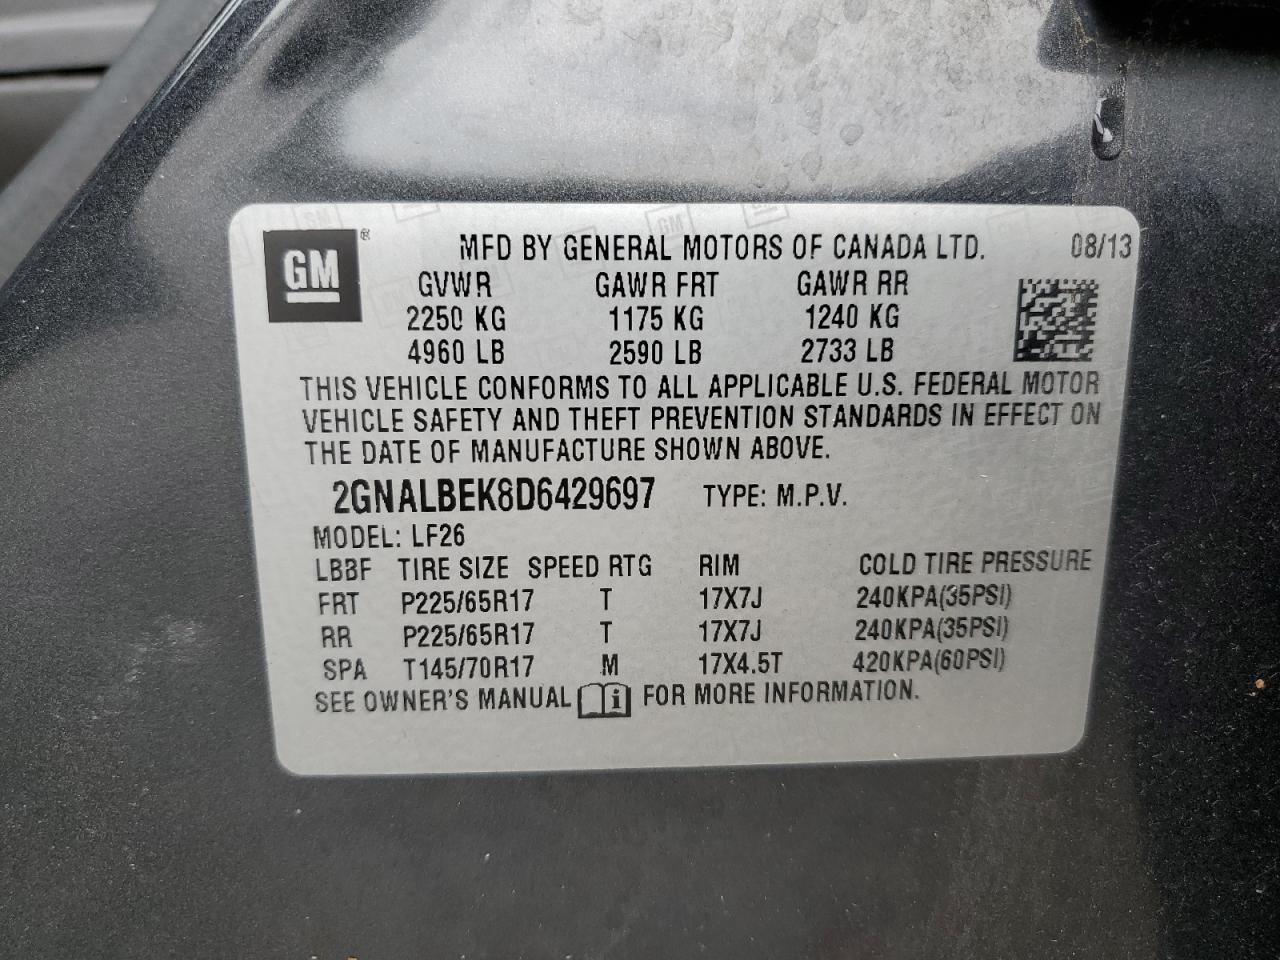 GM ®
MFD BY GENERAL MOTORS OF CANADA LTD. 08/13
GVWR GAWR FRT GAWR RR
2250 KG 1175 KG 1240 KG
4960 LB 2590 LB 2733 LB
THIS VEHICLE CONFORMS TO ALL APPLICABLE U.S. FEDERAL MOTOR
VEHICLE SAFETY AND THEFT PREVENTION STANDARDS IN EFFECT ON
THE DATE OF MANUFACTURE SHOWN ABOVE.
2GNALBEK8D6429697 TYPE: M.P.V.
MODEL: LF26
LBBF TIRE SIZE SPEED RTG RIM COLD TIRE PRESSURE
FRT P225/65R17 T 17X7J 240KPA(35PSI)
RR P225/65R17 T 17X7J 240KPA(35PSI)
SPA T145/70R17 M 17X4.5T 420KPA(60PSI)
SEE OWNER'S MANUAL i FOR MORE INFORMATION.